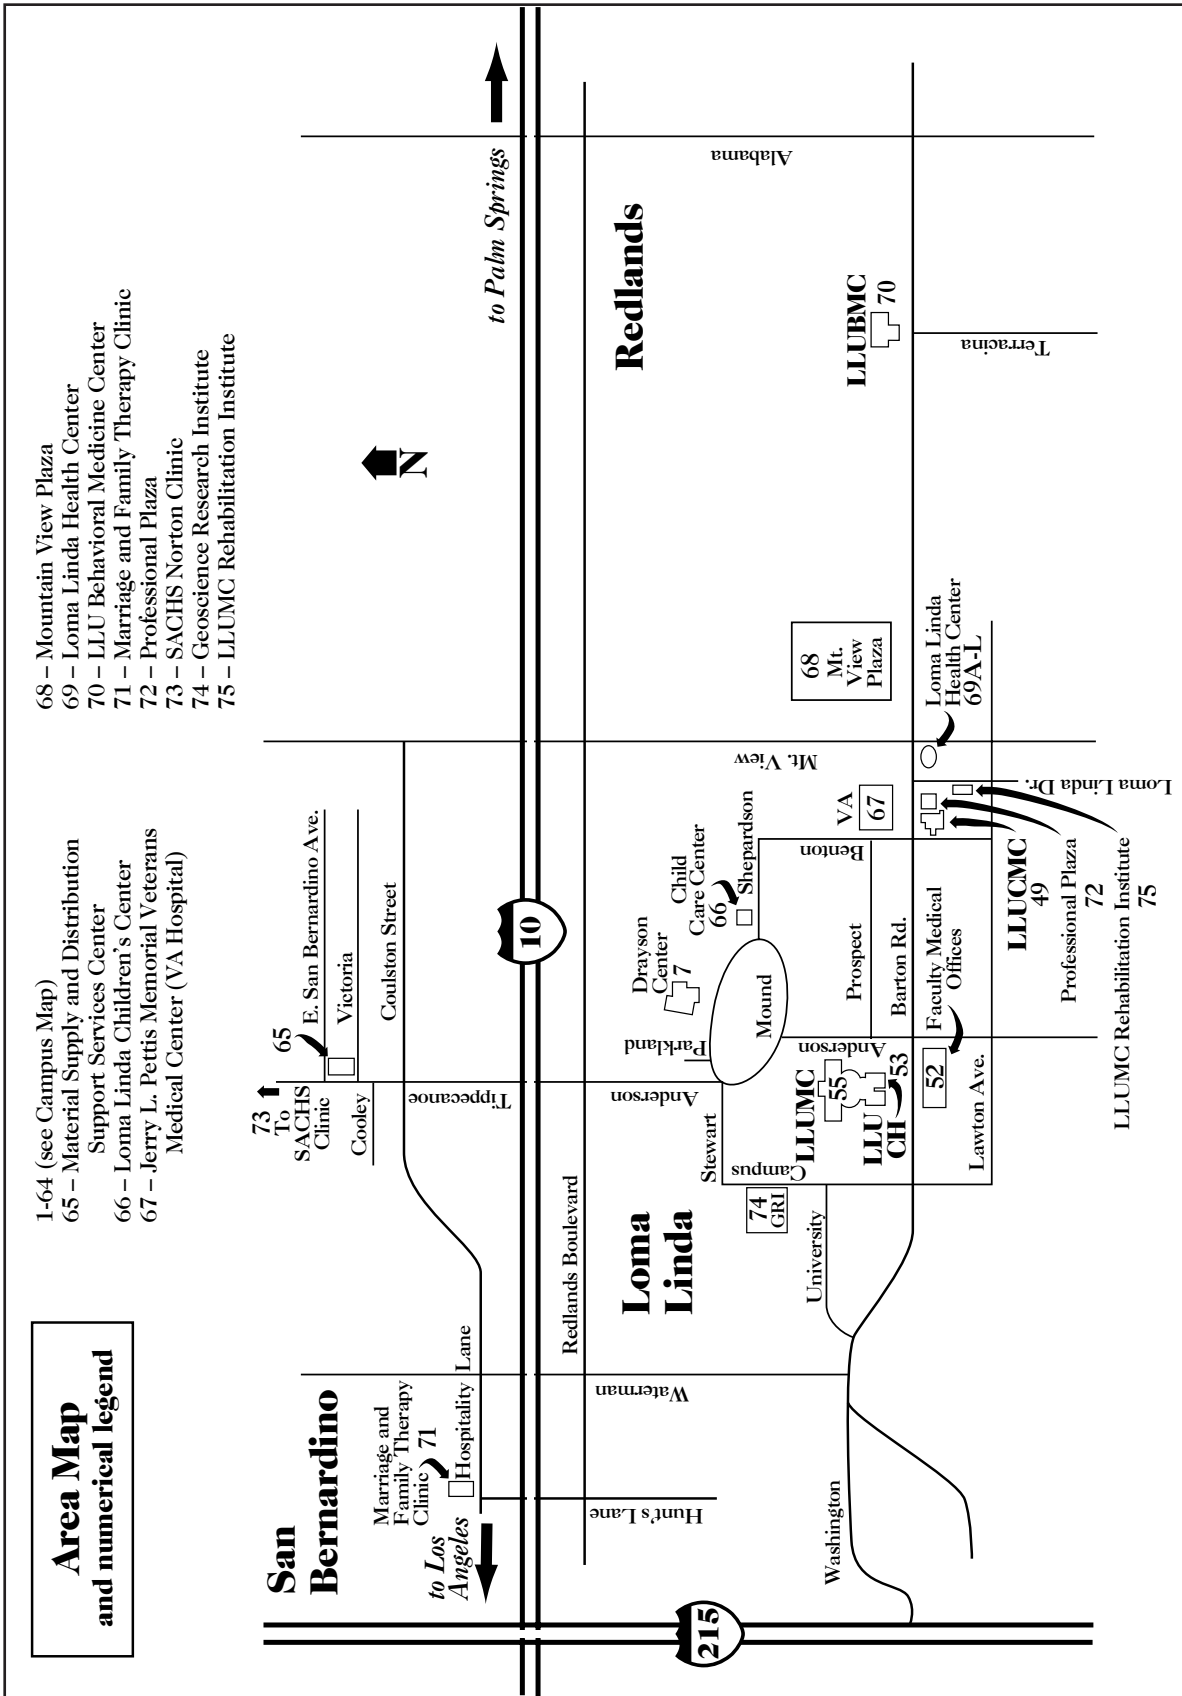 Area Map
and numerical legend
1-64 (see Campus Map)
65 – Material Supply and Distribution
Support Services Center
66 – Loma Linda Children's Center
67 – Jerry L. Pettis Memorial Veterans
Medical Center (VA Hospital)
68 – Mountain View Plaza
69 – Loma Linda Health Center
70 – LLU Behavioral Medicine Center
71 – Marriage and Family Therapy Clinic
72 – Professional Plaza
73 – SACHS Norton Clinic
74 – Geoscience Research Institute
75 – LLUMC Rehabilitation Institute
San
Bernardino
73
To
SACHS
Clinic
65
E. San Bernardino Ave.
Victoria
Cooley
Coulston Street
Tippecanoe
N
Marriage and
Family Therapy
Clinic 71
Hospitality Lane
to Los
Angeles
to Palm Springs
10
Redlands Boulevard
Hunt's Lane
Waterman
Loma
Linda
Redlands
Anderson
Parkland
Drayson
Center
7
Child
Care Center
66
Shepardson
Mt. View
Alabama
215
Stewart
Mound
Campus
74
GRI
University
Washington
LLUMC
55
LLU
CH
53
Anderson
Prospect
Benton
VA
67
68
Mt.
View
Plaza
LLUBMC
70
Barton Rd.
Terracina
52
Faculty Medical
Offices
Lawton Ave.
Loma Linda
Health Center
69A-L
Loma Linda Dr.
LLUCMC
49
Professional Plaza
72
LLUMC Rehabilitation Institute
75